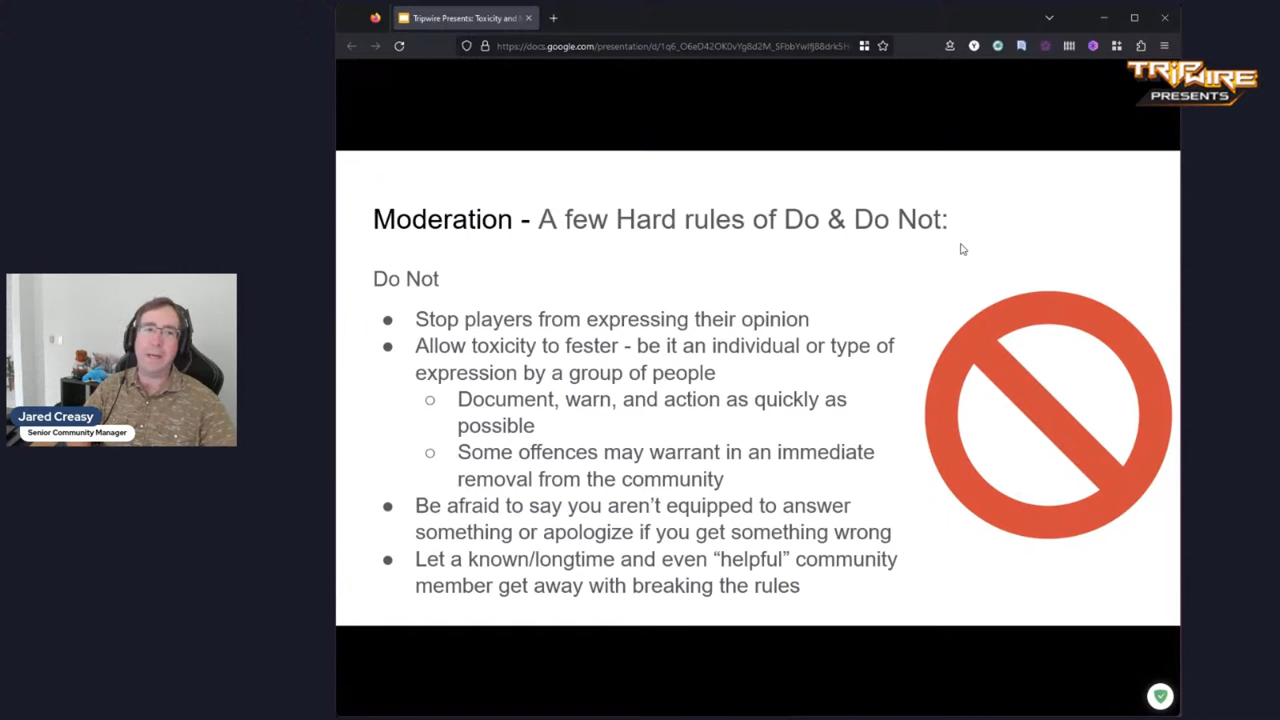 Tripwire Presents: Toxicity and
TRIPWIRE
PRESENTS
Moderation - A few Hard rules of Do & Do Not:
Do Not
● Stop players from expressing their opinion
● Allow toxicity to fester - be it an individual or type of
expression by a group of people
○ Document, warn, and action as quickly as
possible
○ Some offences may warrant in an immediate
removal from the community
● Be afraid to say you aren’t equipped to answer
something or apologize if you get something wrong
● Let a known/longtime and even “helpful” community
member get away with breaking the rules
Jared Creasy
Senior Community Manager